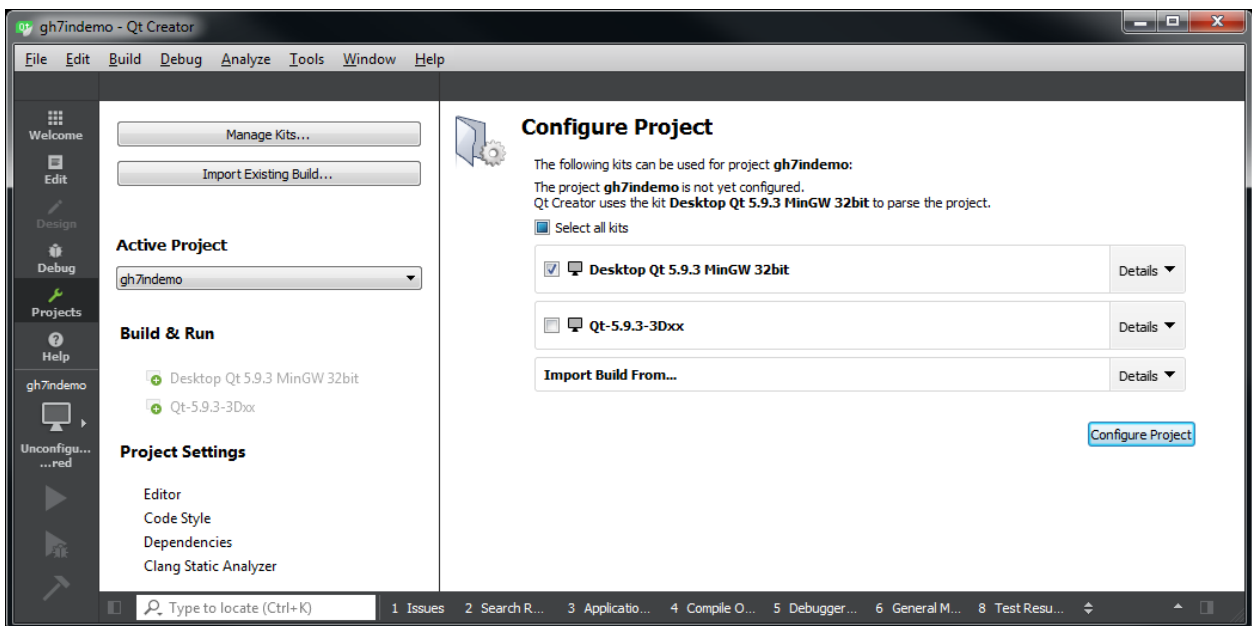 gh7indemo - Qt Creator
File Edit Build Debug Analyze Tools Window Help
Welcome
Edit
Design
Debug
Projects
Help
gh7indemo
Unconfigu...
...red
Manage Kits...
Import Existing Build...
Active Project
gh7indemo
Build & Run
Desktop Qt 5.9.3 MinGW 32bit
Qt-5.9.3-3Dxx
Project Settings
Editor
Code Style
Dependencies
Clang Static Analyzer
Configure Project
The following kits can be used for project gh7indemo:
The project gh7indemo is not yet configured.
Qt Creator uses the kit Desktop Qt 5.9.3 MinGW 32bit to parse the project.
Select all kits
Desktop Qt 5.9.3 MinGW 32bit Details
Qt-5.9.3-3Dxx Details
Import Build From... Details
Configure Project
Type to locate (Ctrl+K) 1 Issues 2 Search R... 3 Applicatio... 4 Compile O... 5 Debugger... 6 General M... 8 Test Resu...